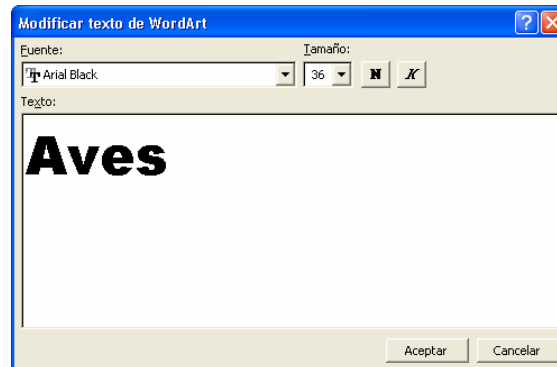 Modificar texto de WordArt
Fuente: Tamaño:
Arial Black 36 N K
Texto:
Aves
Aceptar Cancelar